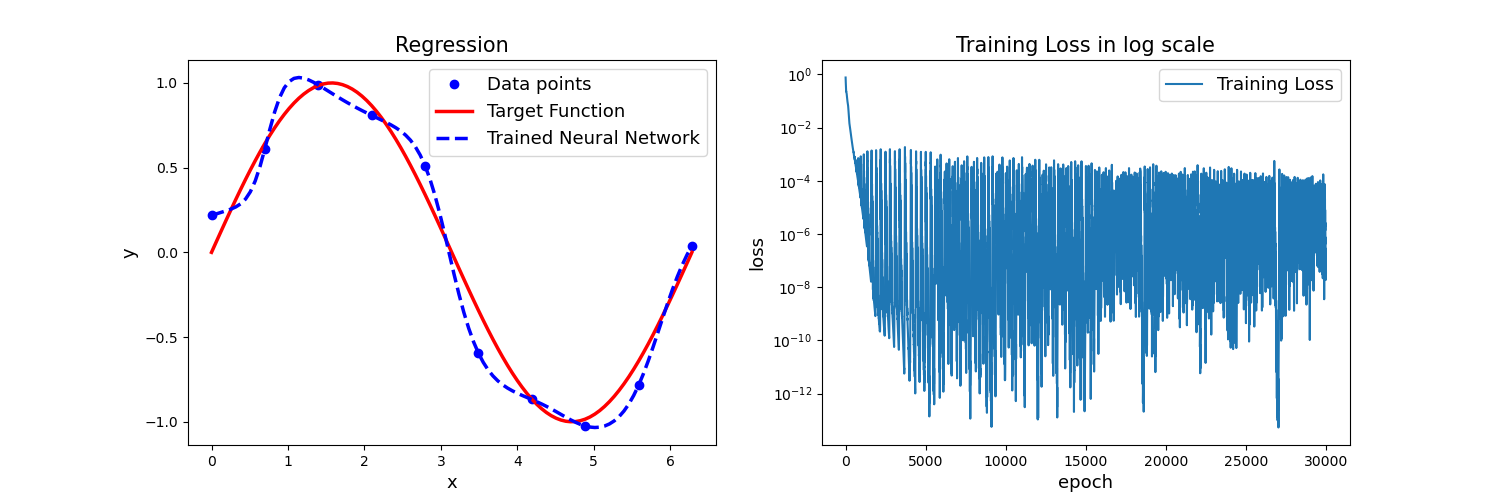 Regression
Data points
Target Function
Trained Neural Network
1.0
0.5
0.0
−0.5
−1.0
y
0 1 2 3 4 5 6
x
Training Loss in log scale
Training Loss
10^0
10^−2
10^−4
10^−6
10^−8
10^−10
10^−12
loss
0 5000 10000 15000 20000 25000 30000
epoch